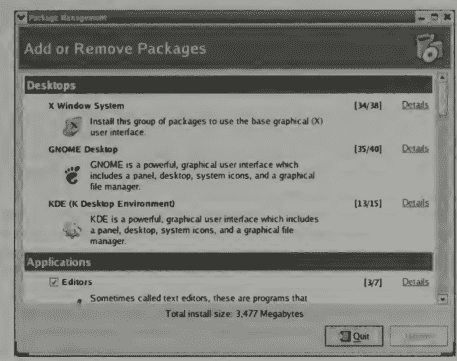 Package Management
Add or Remove Packages
Desktops
X Window System [34/38] Details
Install this group of packages to use the base graphical (X)
user interface.
GNOME Desktop [35/40] Details
GNOME is a powerful, graphical user interface which
includes a panel, desktop, system icons, and a graphical
file manager.
KDE (K Desktop Environment) [13/15] Details
KDE is a powerful, graphical user interface which includes
a panel, desktop, system icons, and a graphical file
manager.
Applications
Editors [3/7] Details
Sometimes called text editors, these are programs that
Total install size: 3,477 Megabytes
Quit